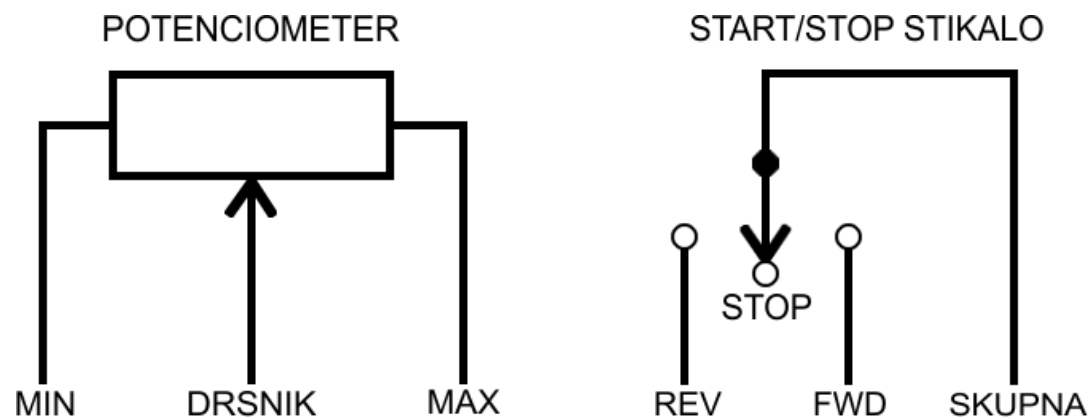 POTENCIOMETER
START/STOP STIKALO
STOP
MIN
DRSNIK
MAX
REV
FWD
SKUPNA